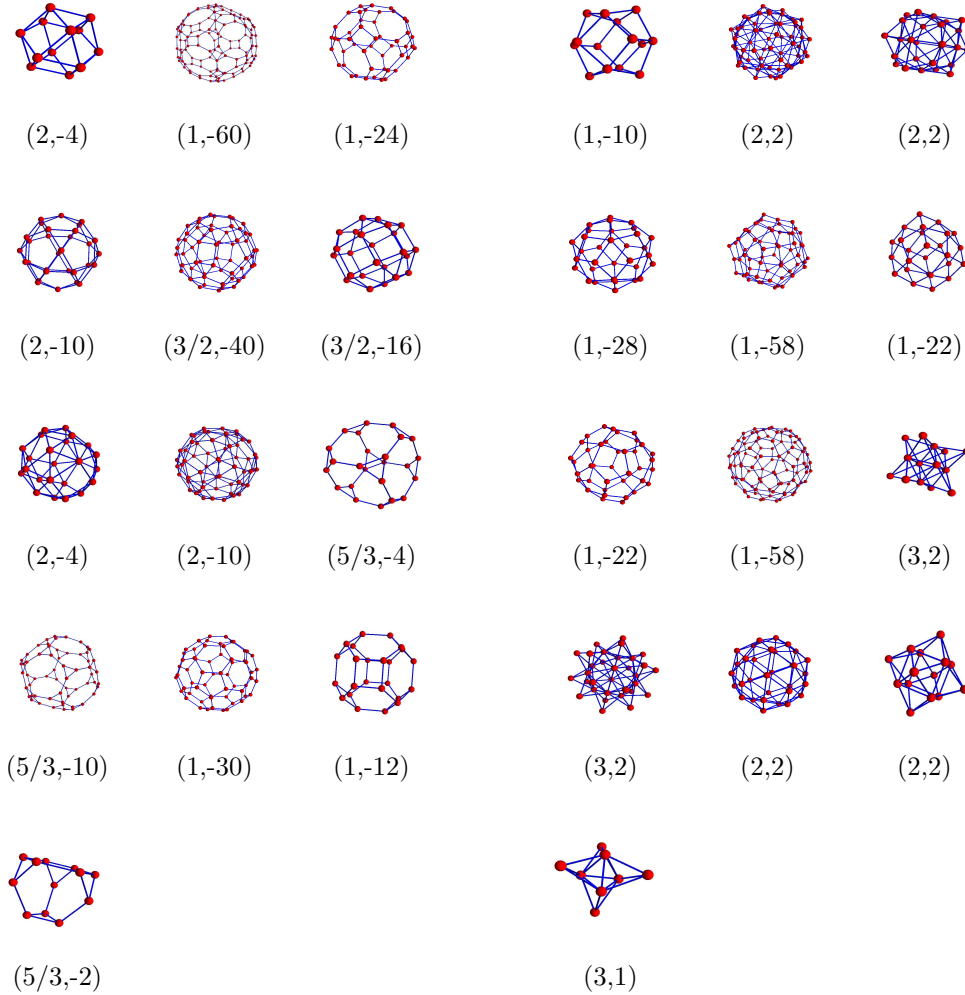 (2,-4) (1,-60) (1,-24) (1,-10) (2,2) (2,2)
(2,-10) (3/2,-40) (3/2,-16) (1,-28) (1,-58) (1,-22)
(2,-4) (2,-10) (5/3,-4) (1,-22) (1,-58) (3,2)
(5/3,-10) (1,-30) (1,-12) (3,2) (2,2) (2,2)
(5/3,-2) (3,1)